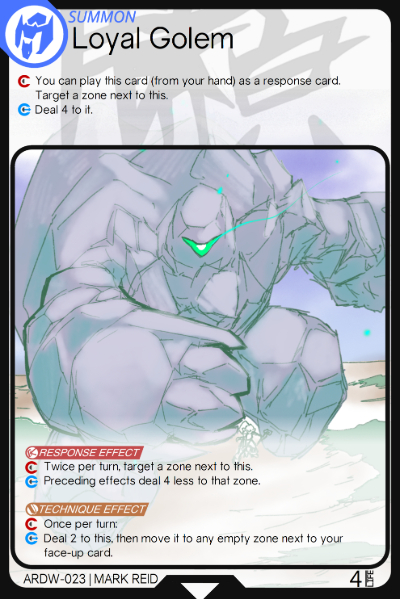 SUMMON
Loyal Golem
You can play this card (from your hand) as a response card.
Target a zone next to this.
Deal 4 to it.
RESPONSE EFFECT
Twice per turn, target a zone next to this.
Preceding effects deal 4 less to that zone.
TECHNIQUE EFFECT
Once per turn:
Deal 2 to this, then move it to any empty zone next to your
face-up card.
ARDW-023 | MARK REID
4 LIFE